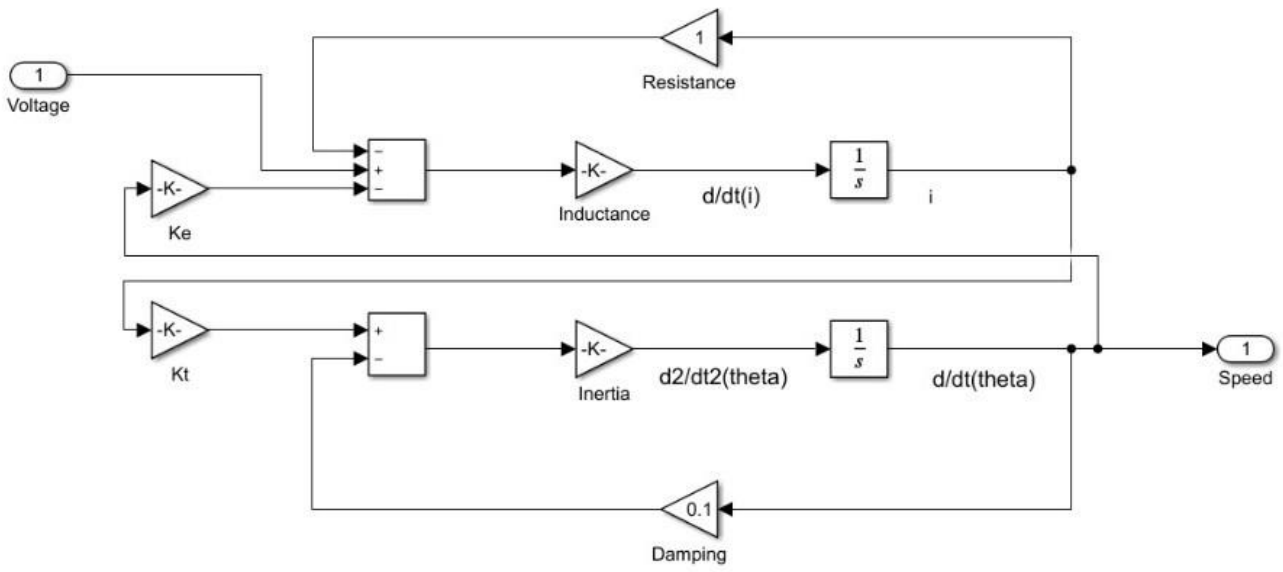 1
Resistance
1
Voltage
−
+
−
-K-
Ke
-K-
Inductance
d/dt(i)
1
s
i
-K-
Kt
+
−
-K-
Inertia
d2/dt2(theta)
1
s
d/dt(theta)
1
Speed
0.1
Damping